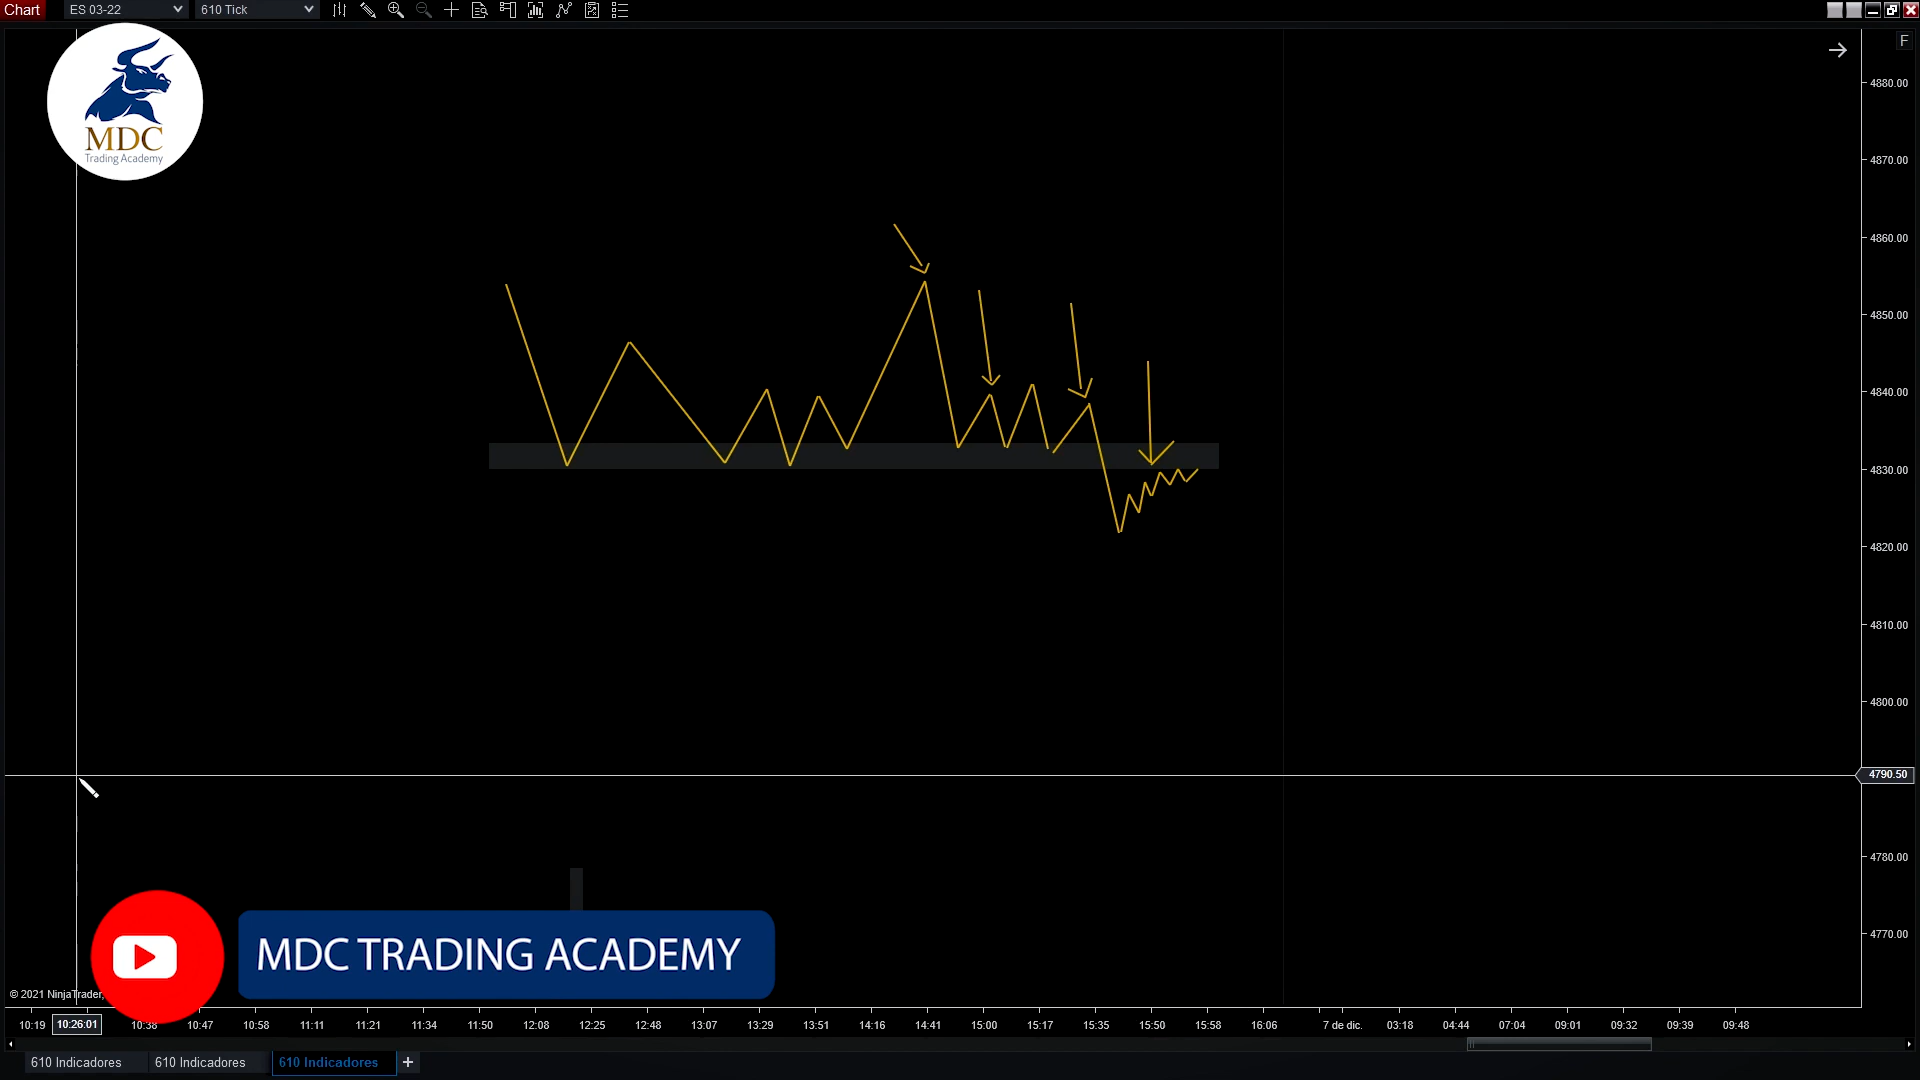 Chart
ES 03-22
610 Tick
F
MDC
Trading Academy
4880.00
4870.00
4860.00
4850.00
4840.00
4830.00
4820.00
4810.00
4800.00
4790.50
4780.00
4770.00
MDC TRADING ACADEMY
© 2021 NinjaTrader,
10:19 10:26:01 10:38 10:47 10:58 11:11 11:21 11:34 11:50 12:08 12:25 12:48 13:07 13:29 13:51 14:16 14:41 15:00 15:17 15:35 15:50 15:58 16:06 7 de dic. 03:18 04:44 07:04 09:01 09:32 09:39 09:48
610 Indicadores 610 Indicadores 610 Indicadores +